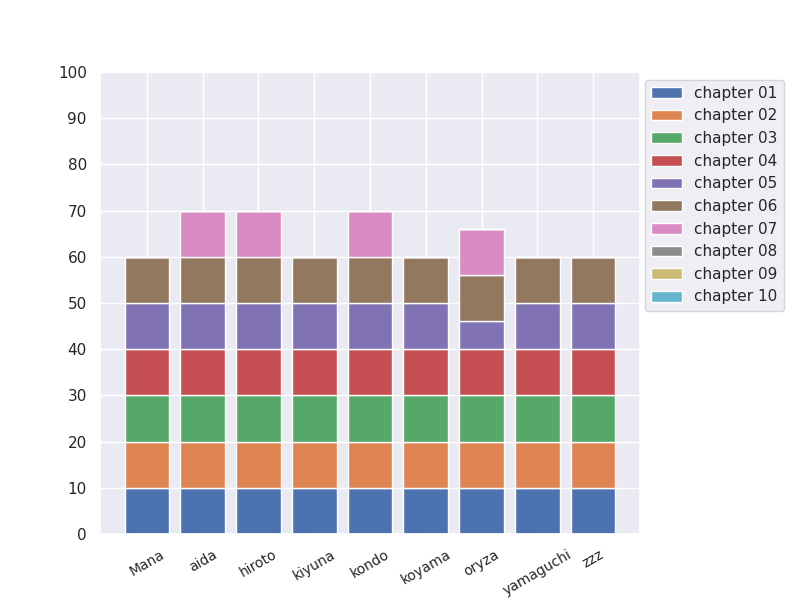 100
90
80
70
60
50
40
30
20
10
0
Mana
aida
hiroto
kiyuna
kondo
koyama
oryza
yamaguchi
zzz
chapter 01
chapter 02
chapter 03
chapter 04
chapter 05
chapter 06
chapter 07
chapter 08
chapter 09
chapter 10